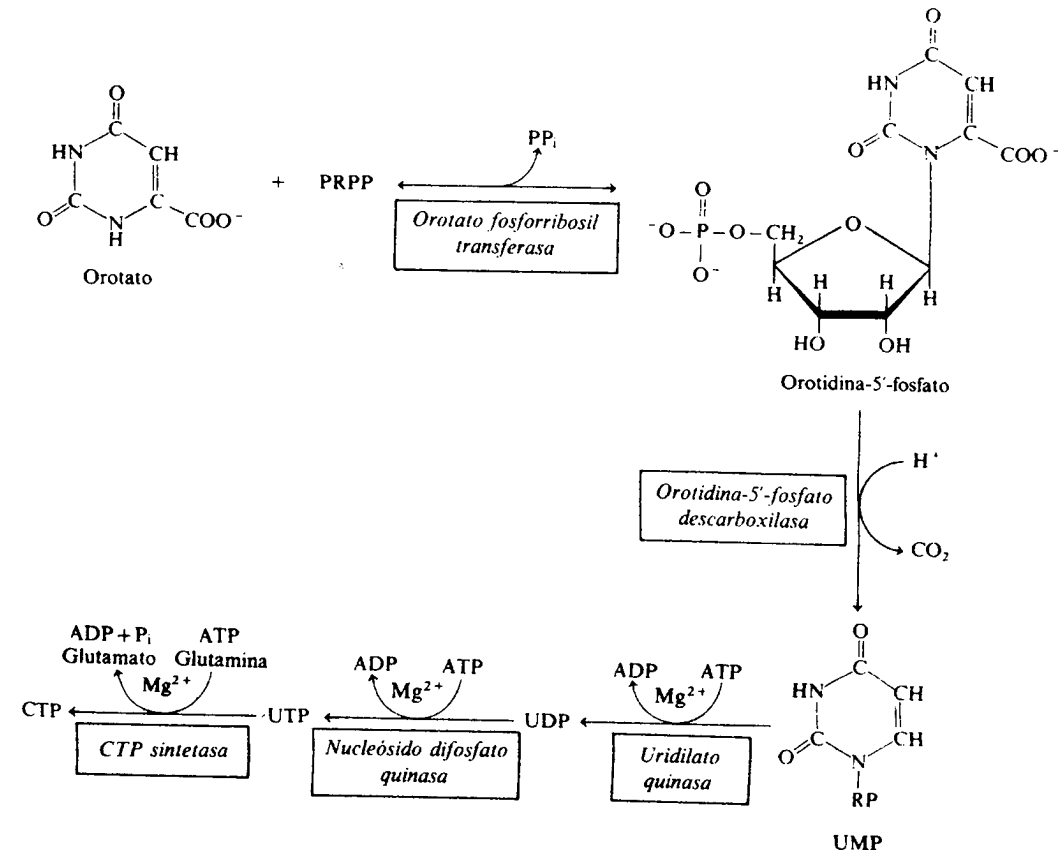 O
HN
C
CH
C
O
N
H
C
COO⁻
Orotato
+
PRPP
PPᵢ
Orotato fosforribosil
transferasa
O
C
HN
CH
C
O
N
C
COO⁻
O
⁻O–P–O–CH₂
O⁻
O
H
H
H
H
HO
OH
Orotidina-5′-fosfato
H⁺
Orotidina-5′-fosfato
descarboxilasa
CO₂
ADP + Pᵢ
Glutamato
ATP
Glutamina
Mg²⁺
CTP
CTP sintetasa
UTP
ADP
ATP
Mg²⁺
Nucleósido difosfato
quinasa
UDP
ADP
ATP
Mg²⁺
Uridilato
quinasa
O
C
HN
CH
C
O
N
CH
RP
UMP